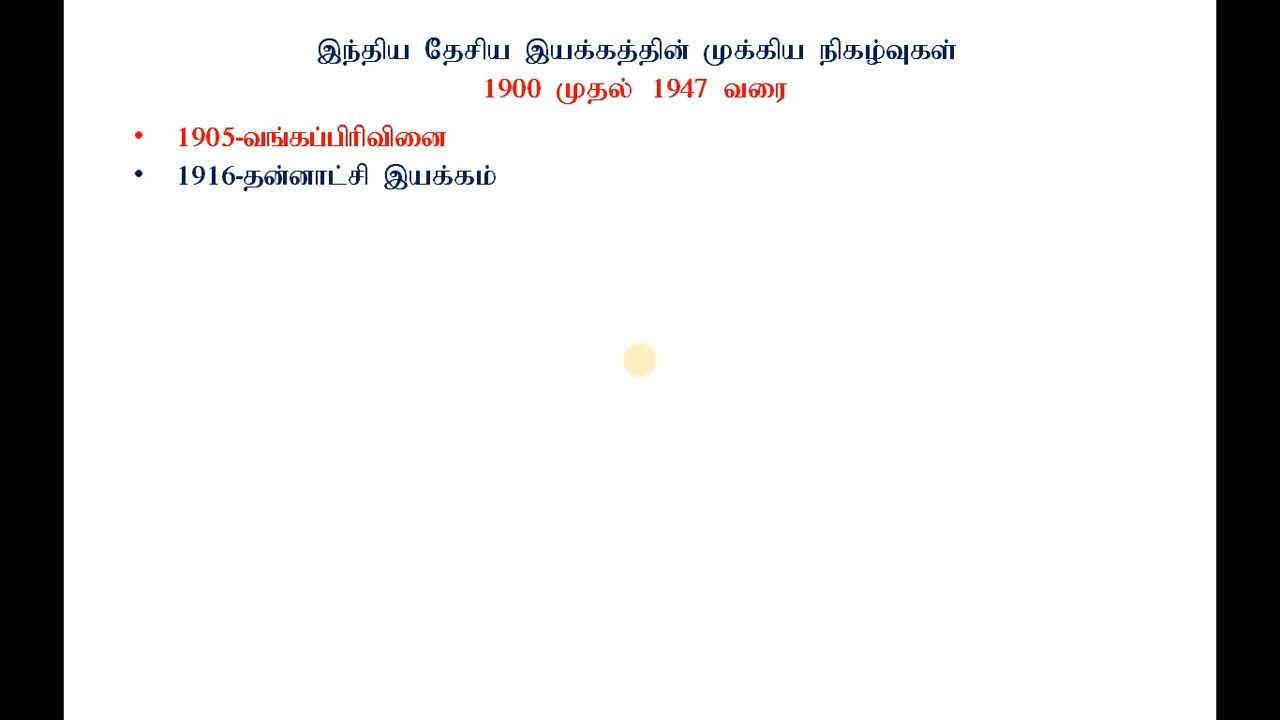 இந்திய தேசிய இயக்கத்தின் முக்கிய நிகழ்வுகள்
1900 முதல் 1947 வரை
• 1905-வங்கப்பிரிவினை
• 1916-தன்னாட்சி இயக்கம்